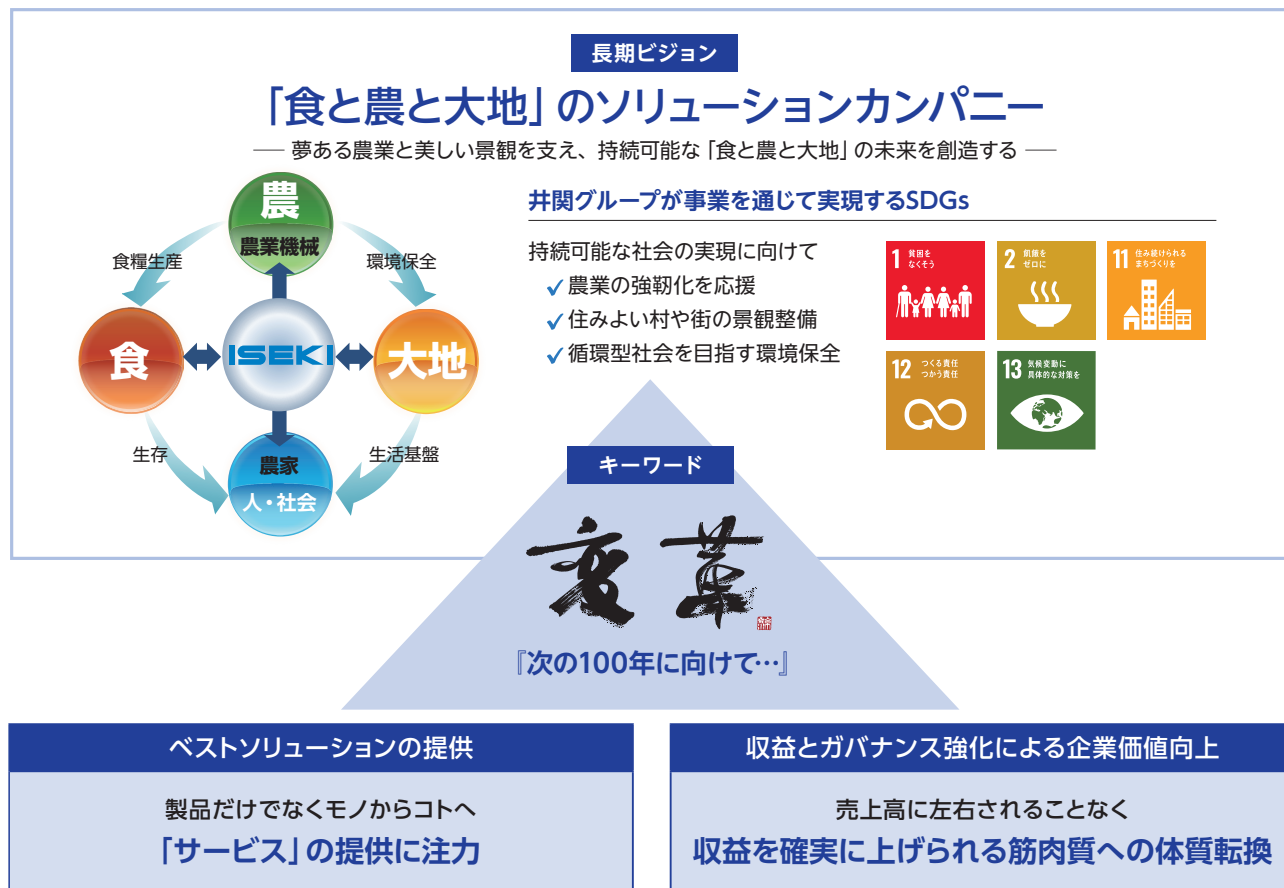 長期ビジョン
「食と農と大地」のソリューションカンパニー
── 夢ある農業と美しい景観を支え、持続可能な「食と農と大地」の未来を創造する ──
農
農業機械
食糧生産
環境保全
食
ISEKI
大地
生存
生活基盤
農家
人・社会
井関グループが事業を通じて実現するSDGs
持続可能な社会の実現に向けて
✓農業の強靭化を応援
✓住みよい村や街の景観整備
✓循環型社会を目指す環境保全
1 貧困を
なくそう
2 飢餓を
ゼロに
11 住み続けられる
まちづくりを
12 つくる責任
つかう責任
13 気候変動に
具体的な対策を
キーワード
変革
『次の100年に向けて…』
ベストソリューションの提供
製品だけでなくモノからコトへ
「サービス」の提供に注力
収益とガバナンス強化による企業価値向上
売上高に左右されることなく
収益を確実に上げられる筋肉質への体質転換